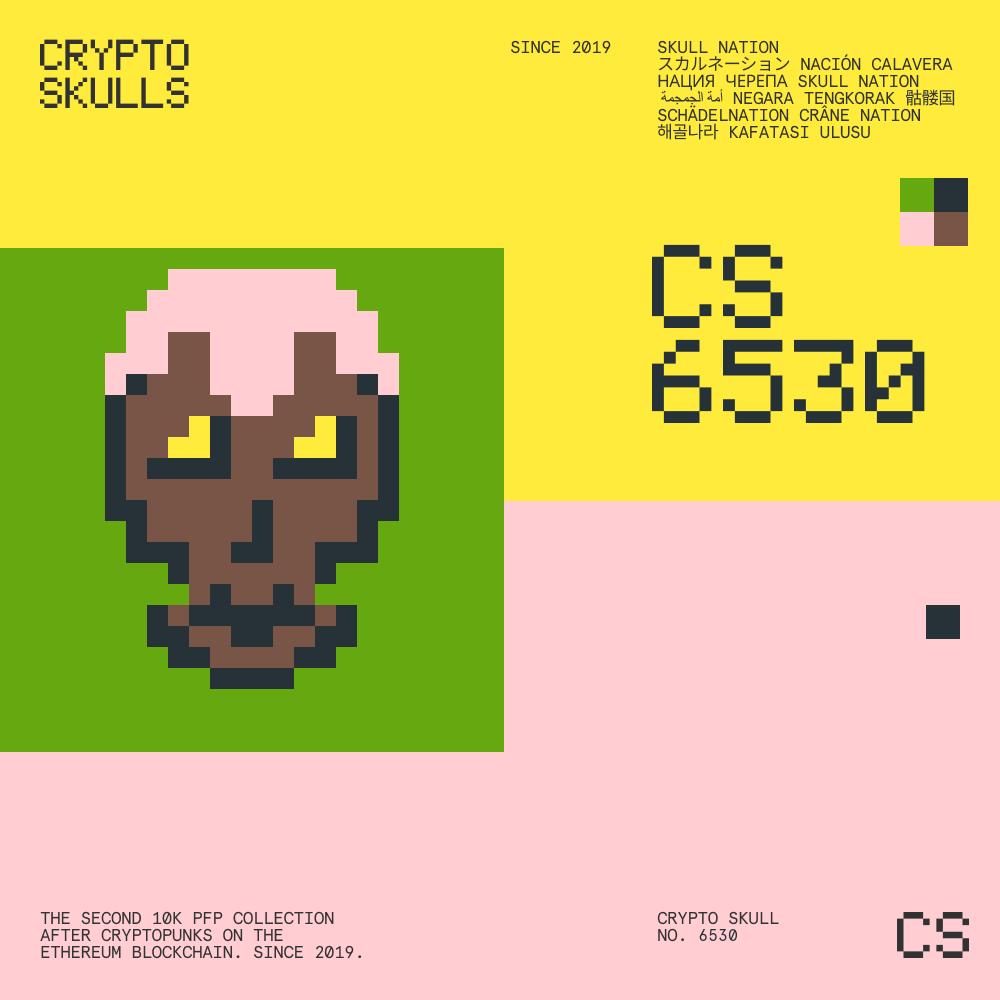 CRYPTO
SKULLS
SINCE 2019
SKULL NATION
スカルネーション NACIÓN CALAVERA
НАЦИЯ ЧЕРЕПА SKULL NATION
أمة الجمجمة NEGARA TENGKORAK 骷髅国
SCHÄDELNATION CRÂNE NATION
해골나라 KAFATASI ULUSU
CS
6530
THE SECOND 10K PFP COLLECTION
AFTER CRYPTOPUNKS ON THE
ETHEREUM BLOCKCHAIN. SINCE 2019.
CRYPTO SKULL
NO. 6530
CS